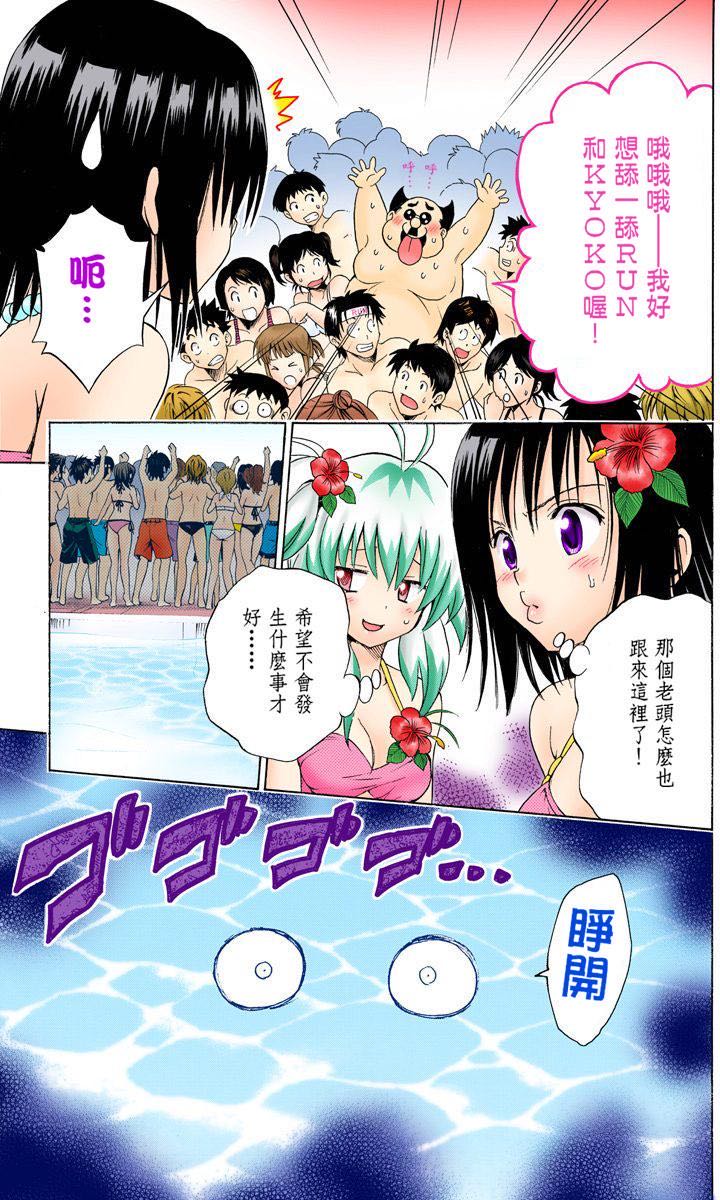 哦哦哦——我好
想舔一舔RUN
和KYOKO喔！
呼…
呼…
RUN
呃…
那個老頭怎麼也
跟來這裡了！
希望不會發
生什麼事才
好……
ゴゴゴゴ…
睜開